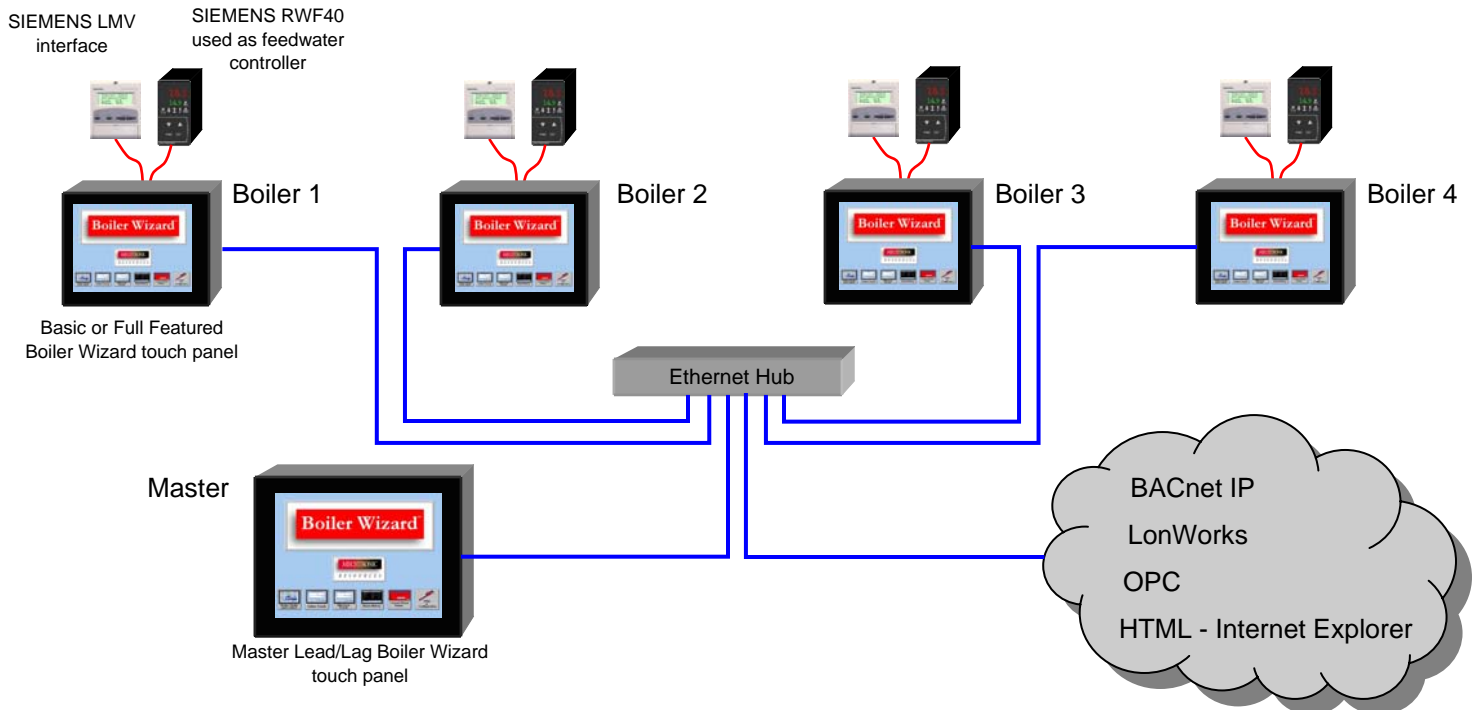 SIEMENS LMV
interface
SIEMENS RWF40
used as feedwater
controller
Boiler 1
Boiler 2
Boiler 3
Boiler 4
Boiler Wizard
Boiler Wizard
Boiler Wizard
Boiler Wizard
Basic or Full Featured
Boiler Wizard touch panel
Ethernet Hub
Master
Boiler Wizard
Master Lead/Lag Boiler Wizard
touch panel
BACnet IP
LonWorks
OPC
HTML - Internet Explorer